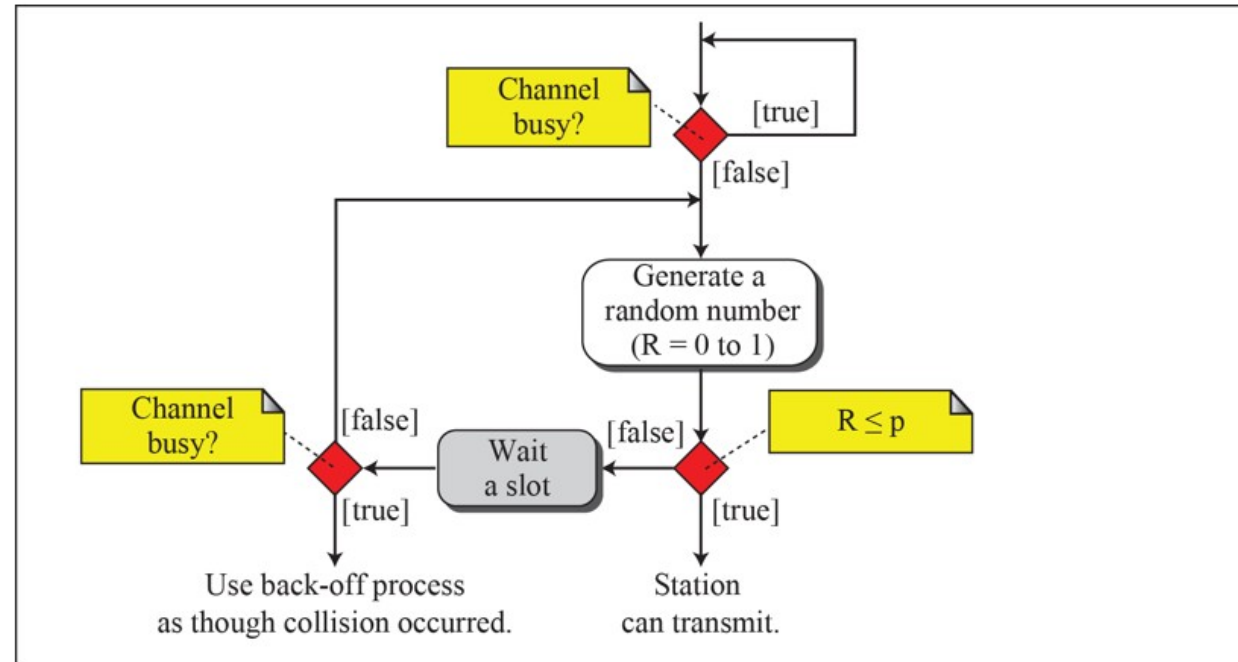 Channel
busy?
[true]
[false]
Generate a
random number
(R = 0 to 1)
Channel
busy?
[false]
Wait
a slot
[false]
R ≤ p
[true]
[true]
Use back-off process
as though collision occurred.
Station
can transmit.